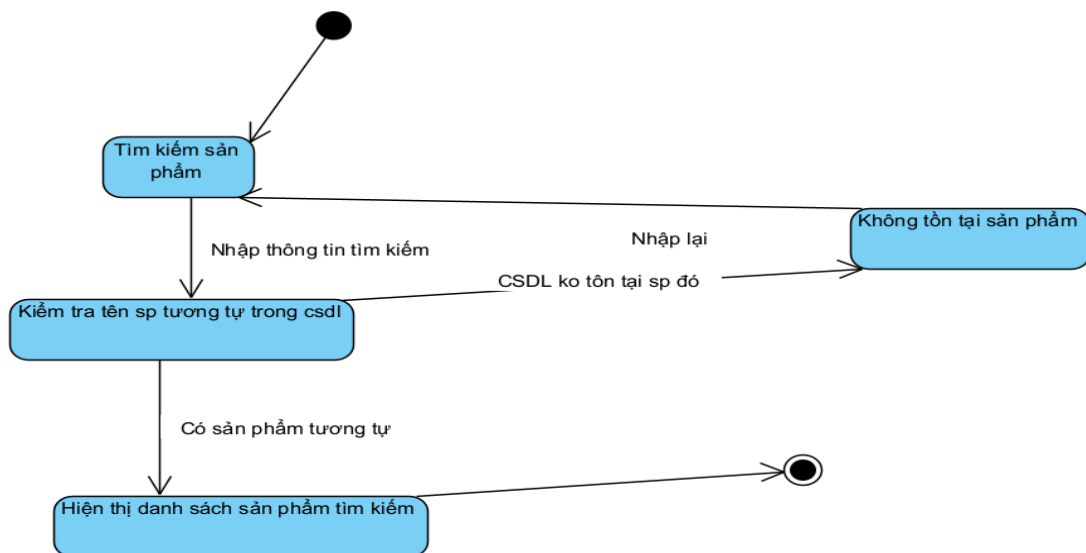 Tìm kiếm sản
phẩm
Không tồn tại sản phẩm
Nhập lại
Nhập thông tin tìm kiếm
CSDL ko tôn tại sp đó
Kiểm tra tên sp tương tự trong csdl
Có sản phẩm tương tự
Hiện thị danh sách sản phẩm tìm kiếm